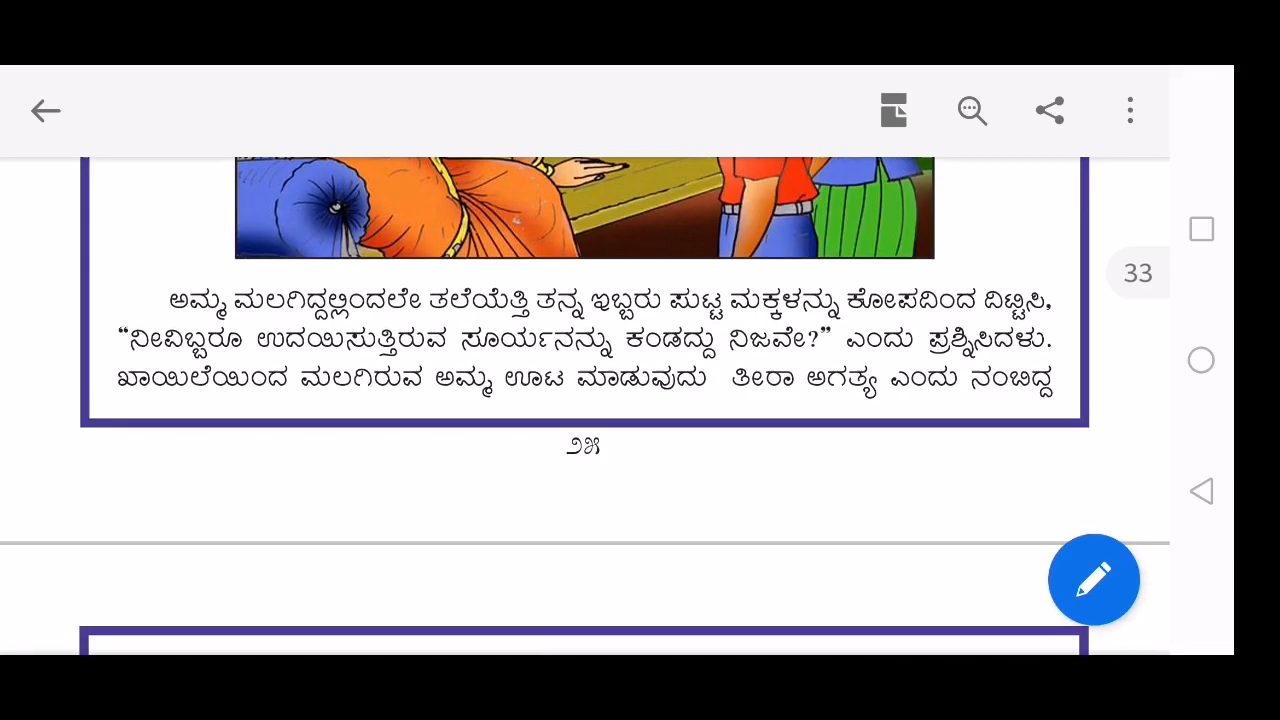 33
ಅಮ್ಮ ಮಲಗಿದ್ದಲ್ಲಿಂದಲೇ ತಲೆಯೆತ್ತಿ ತನ್ನ ಇಬ್ಬರು ಪುಟ್ಟ ಮಕ್ಕಳನ್ನು ಕೋಪದಿಂದ ದಿಟ್ಟಿಸಿ,
“ನೀವಿಬ್ಬರೂ ಉದಯಿಸುತ್ತಿರುವ ಸೂರ್ಯನನ್ನು ಕಂಡದ್ದು ನಿಜವೇ?” ಎಂದು ಪ್ರಶ್ನಿಸಿದಳು.
ಖಾಯಿಲೆಯಿಂದ ಮಲಗಿರುವ ಅಮ್ಮ ಊಟ ಮಾಡುವುದು ತೀರಾ ಅಗತ್ಯ ಎಂದು ನಂಬಿದ್ದ
೨೫